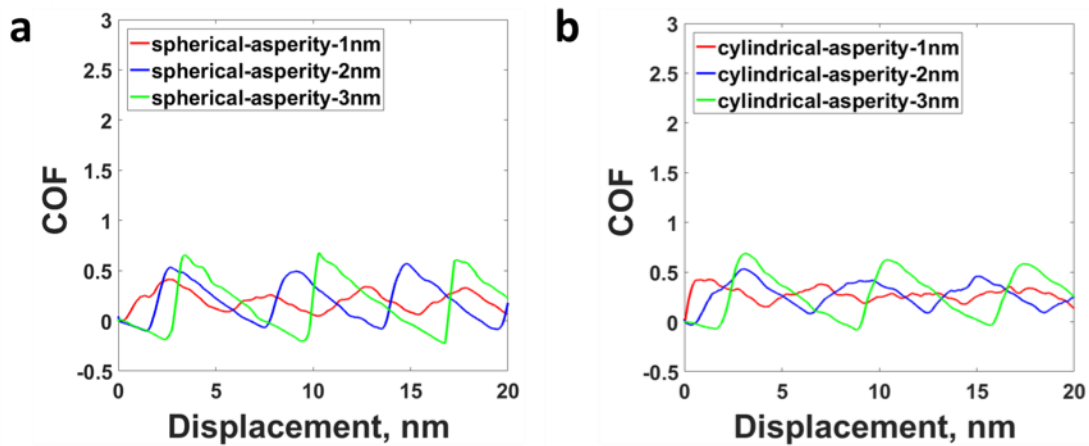 a
3
2.5
2
1.5
1
0.5
0
-0.5
COF
spherical-asperity-1nm
spherical-asperity-2nm
spherical-asperity-3nm
0 5 10 15 20
Displacement, nm
b
3
2.5
2
1.5
1
0.5
0
-0.5
COF
cylindrical-asperity-1nm
cylindrical-asperity-2nm
cylindrical-asperity-3nm
0 5 10 15 20
Displacement, nm